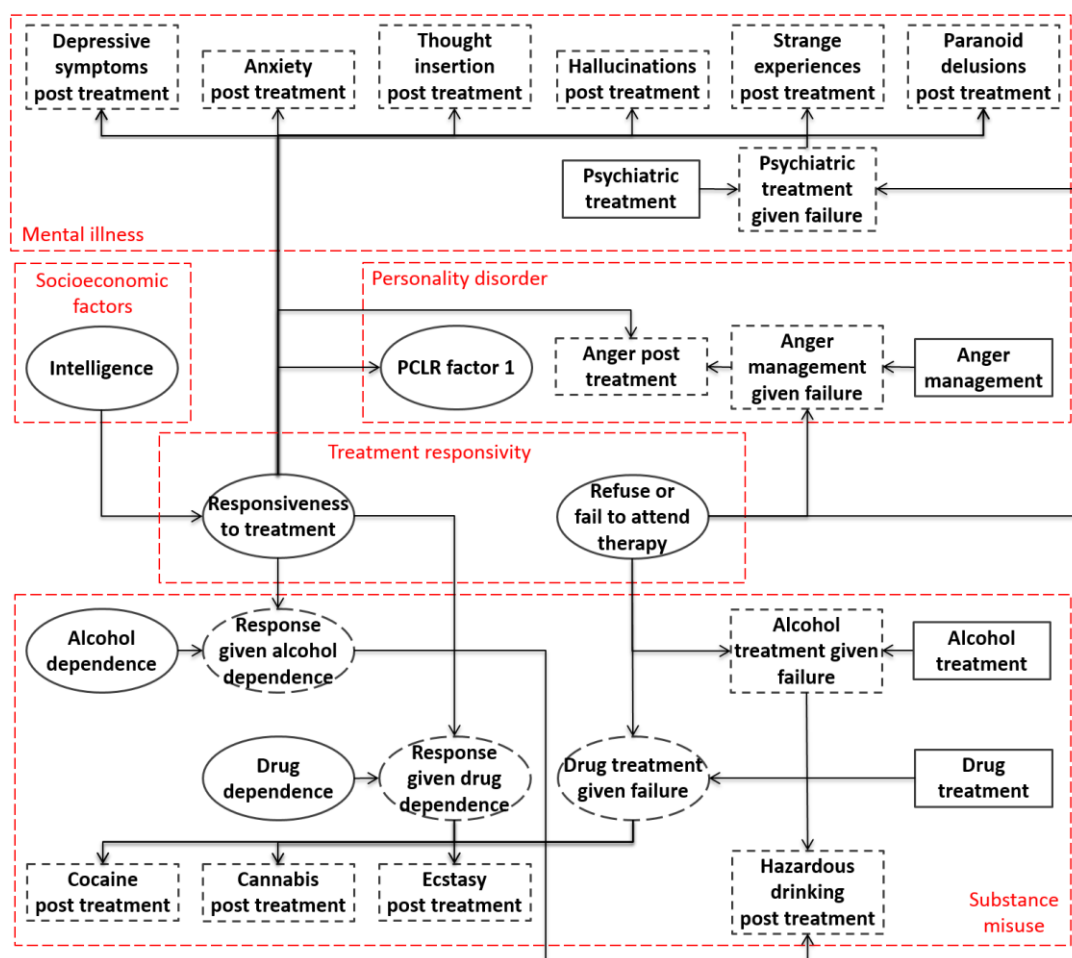 Depressive
symptoms
post treatment
Anxiety
post treatment
Thought
insertion
post treatment
Hallucinations
post treatment
Strange
experiences
post treatment
Paranoid
delusions
post treatment
Psychiatric
treatment
Psychiatric
treatment
given failure
Mental illness
Socioeconomic
factors
Intelligence
Personality disorder
PCLR factor 1
Anger post
treatment
Anger
management
given failure
Anger
management
Treatment responsivity
Responsiveness
to treatment
Refuse or
fail to attend
therapy
Alcohol
dependence
Response
given alcohol
dependence
Alcohol
treatment given
failure
Alcohol
treatment
Drug
dependence
Response
given drug
dependence
Drug treatment
given failure
Drug
treatment
Cocaine
post treatment
Cannabis
post treatment
Ecstasy
post treatment
Hazardous
drinking
post treatment
Substance
misuse